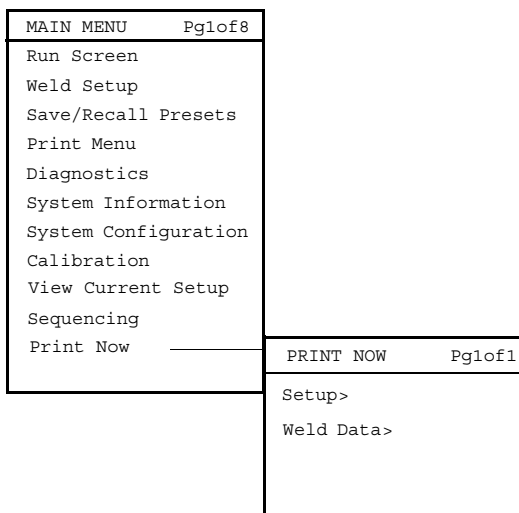 MAIN MENU Pg1of8
Run Screen
Weld Setup
Save/Recall Presets
Print Menu
Diagnostics
System Information
System Configuration
Calibration
View Current Setup
Sequencing
Print Now
PRINT NOW Pg1of1
Setup>
Weld Data>